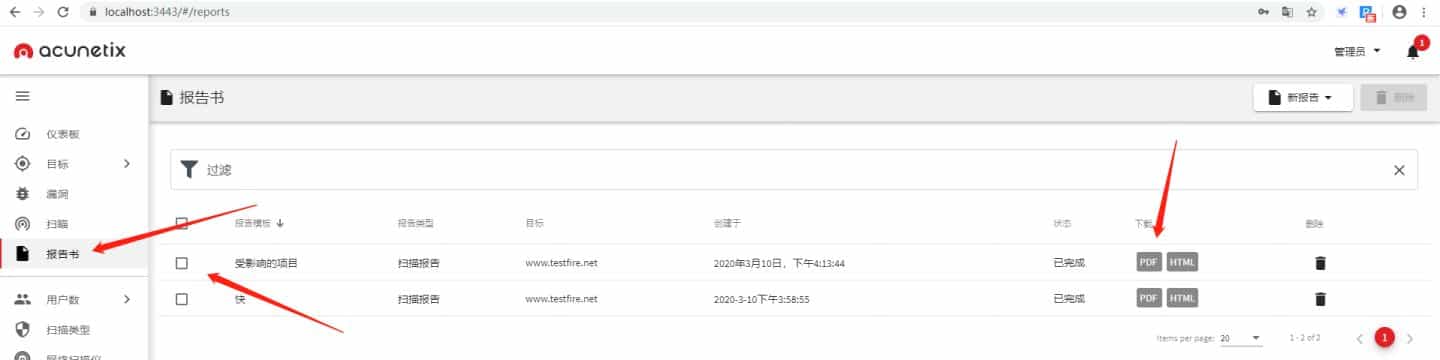 localhost:3443/#/reports
acunetix
管理员
1
报告书
新报告
删除
仪表板
目标
漏洞
扫描
报告书
用户数
扫描类型
过滤
报告模板 报告类型 目标 创建于 状态 下载 删除
受影响的项目 扫描报告 www.testfire.net 2020年3月10日，下午4:13:44 已完成 PDF HTML
快 扫描报告 www.testfire.net 2020-3-10下午3:58:55 已完成 PDF HTML
Items per page: 20 1 - 2 of 2 1